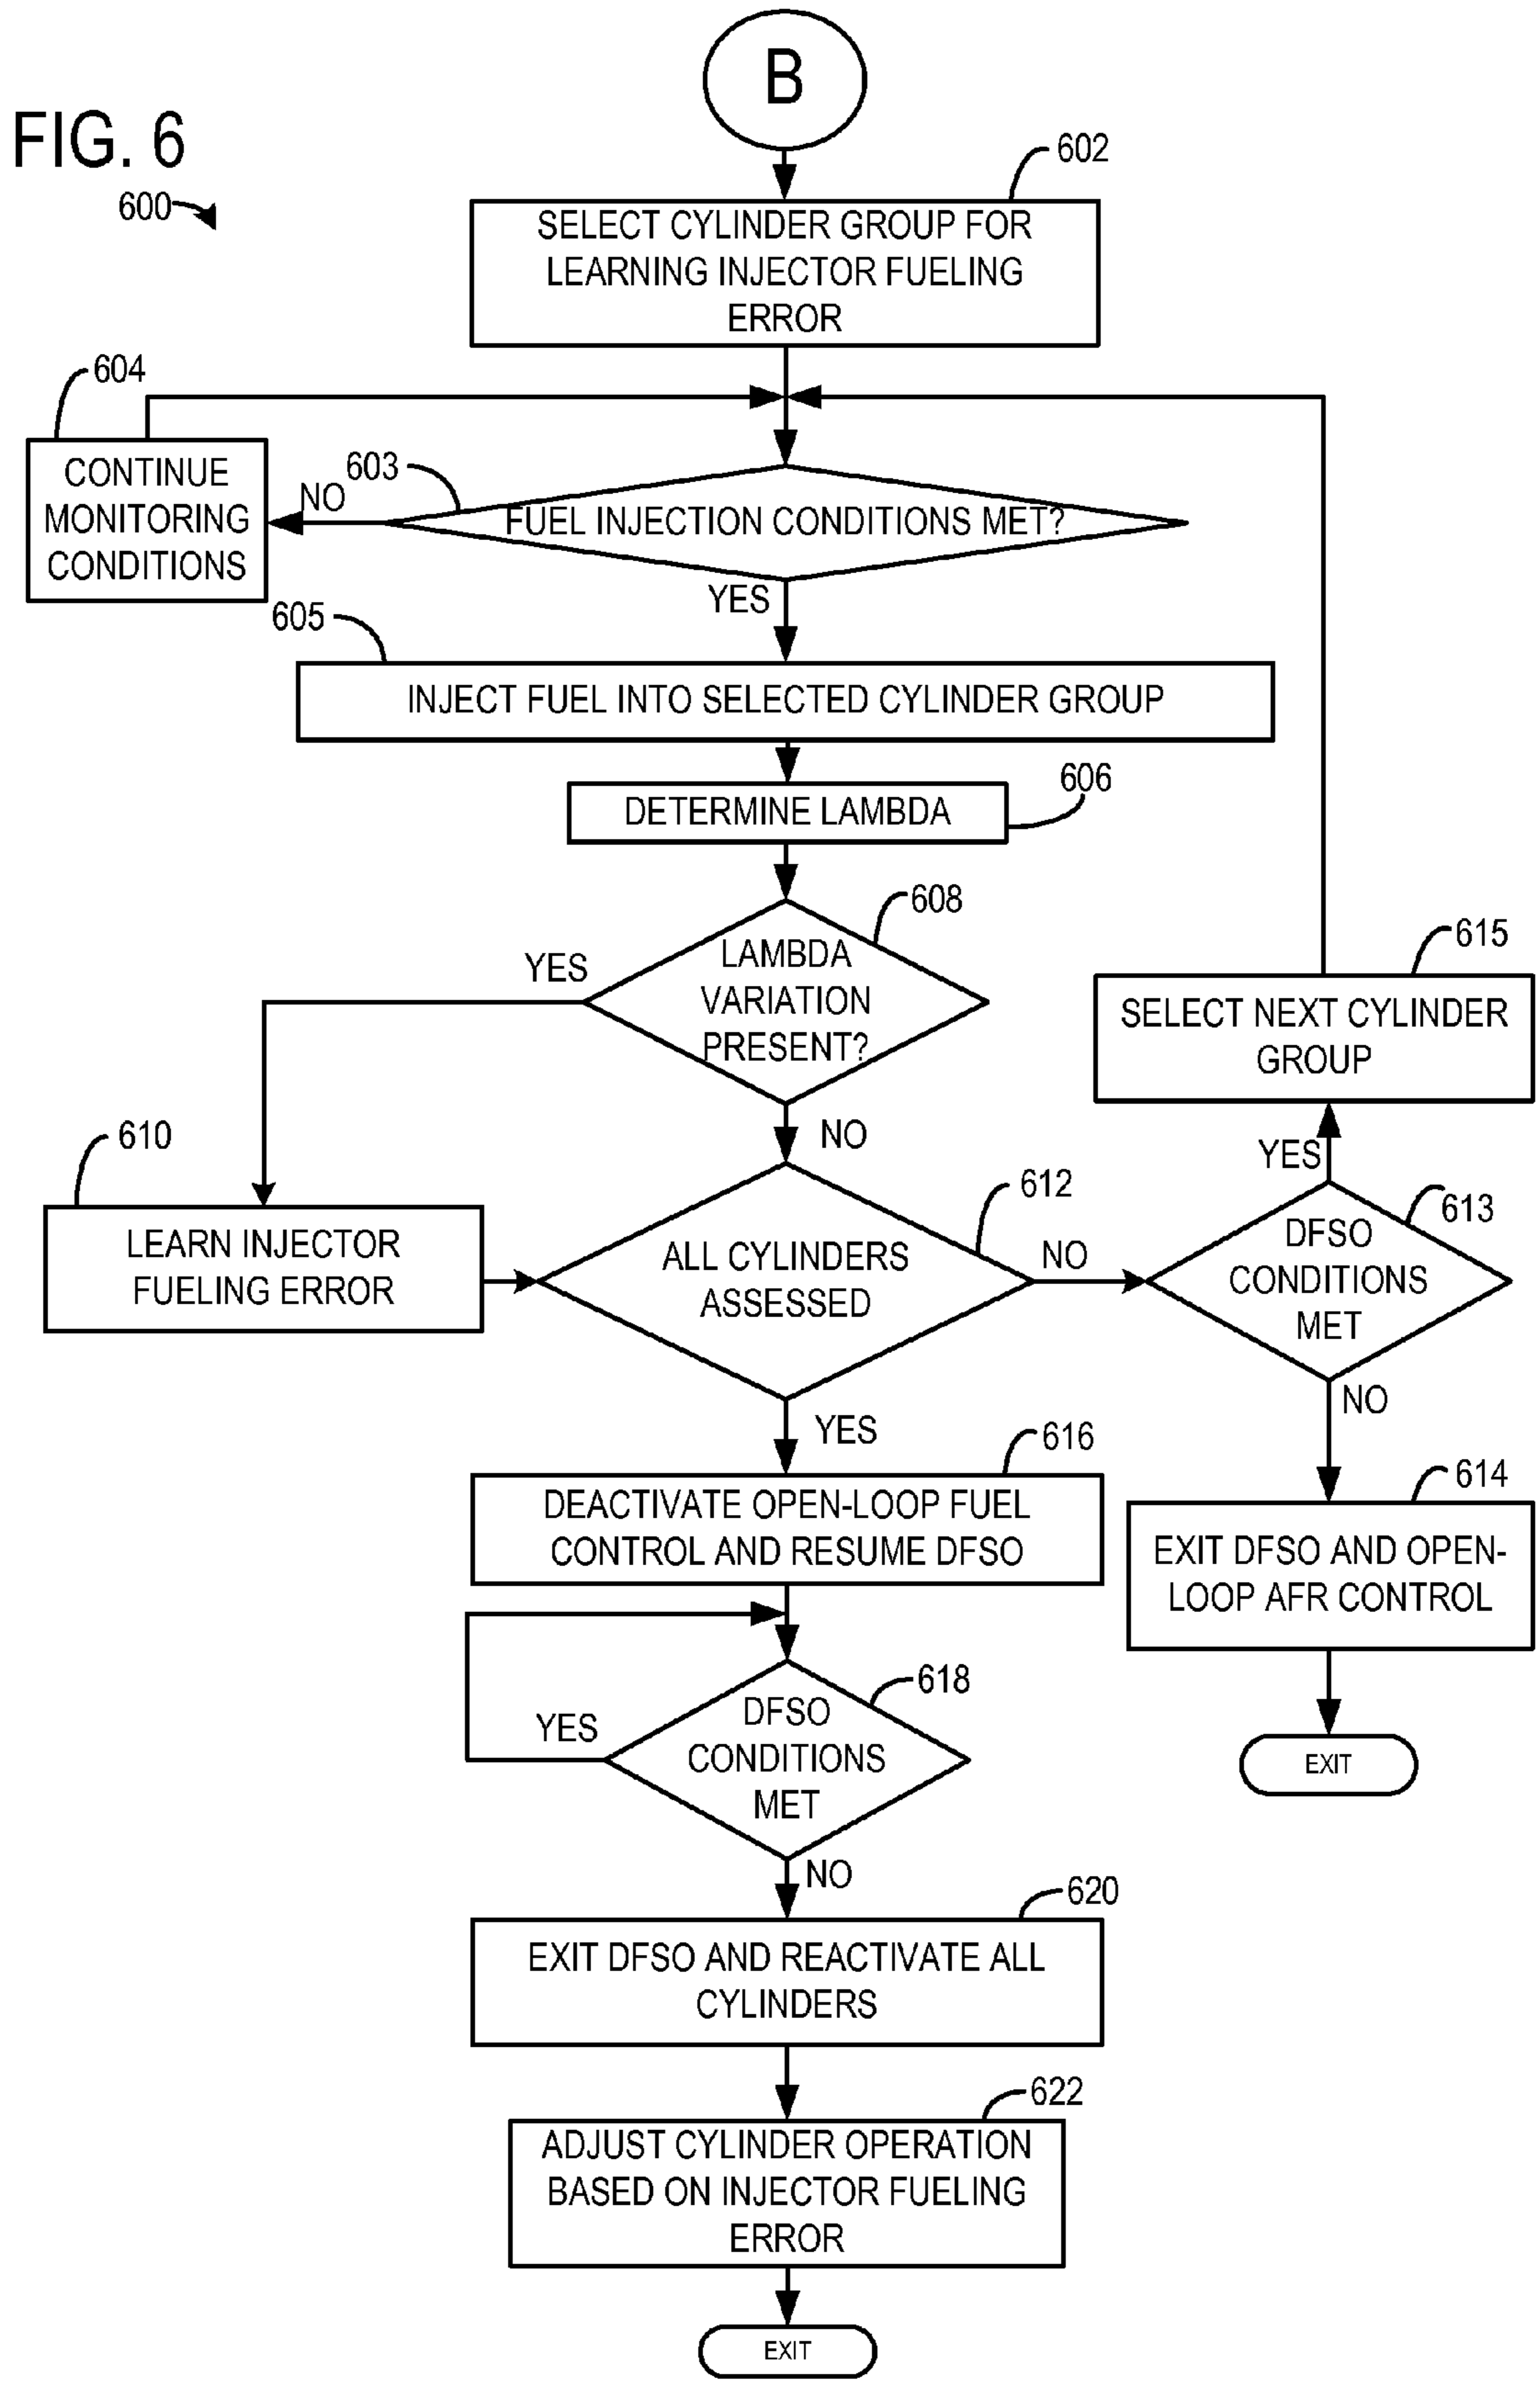 B
FIG. 6
600
602
SELECT CYLINDER GROUP FOR
LEARNING INJECTOR FUELING
ERROR
604
CONTINUE
MONITORING
CONDITIONS
603
NO
FUEL INJECTION CONDITIONS MET?
YES
605
INJECT FUEL INTO SELECTED CYLINDER GROUP
606
DETERMINE LAMBDA
608
YES
LAMBDA
VARIATION
PRESENT?
NO
615
SELECT NEXT CYLINDER
GROUP
YES
610
LEARN INJECTOR
FUELING ERROR
612
ALL CYLINDERS
ASSESSED
NO
613
DFSO
CONDITIONS
MET
NO
YES
614
EXIT DFSO AND OPEN-
LOOP AFR CONTROL
EXIT
616
DEACTIVATE OPEN-LOOP FUEL
CONTROL AND RESUME DFSO
618
YES
DFSO
CONDITIONS
MET
NO
620
EXIT DFSO AND REACTIVATE ALL
CYLINDERS
622
ADJUST CYLINDER OPERATION
BASED ON INJECTOR FUELING
ERROR
EXIT